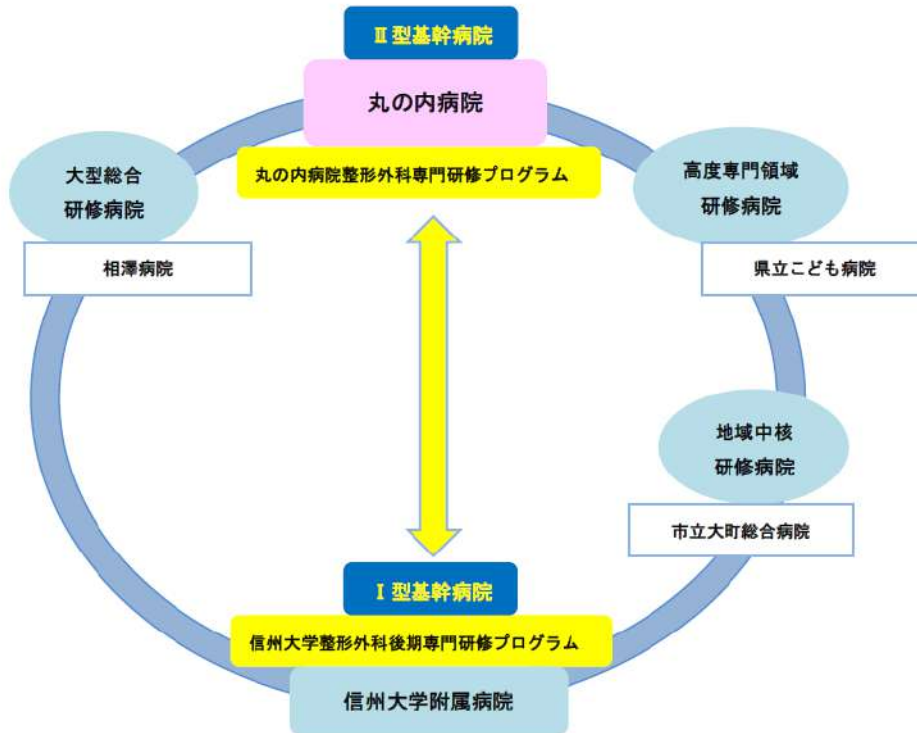 Ⅱ型基幹病院
丸の内病院
丸の内病院整形外科専門研修プログラム
大型総合
研修病院
相澤病院
高度専門領域
研修病院
県立こども病院
地域中核
研修病院
市立大町総合病院
Ⅰ型基幹病院
信州大学整形外科後期専門研修プログラム
信州大学附属病院